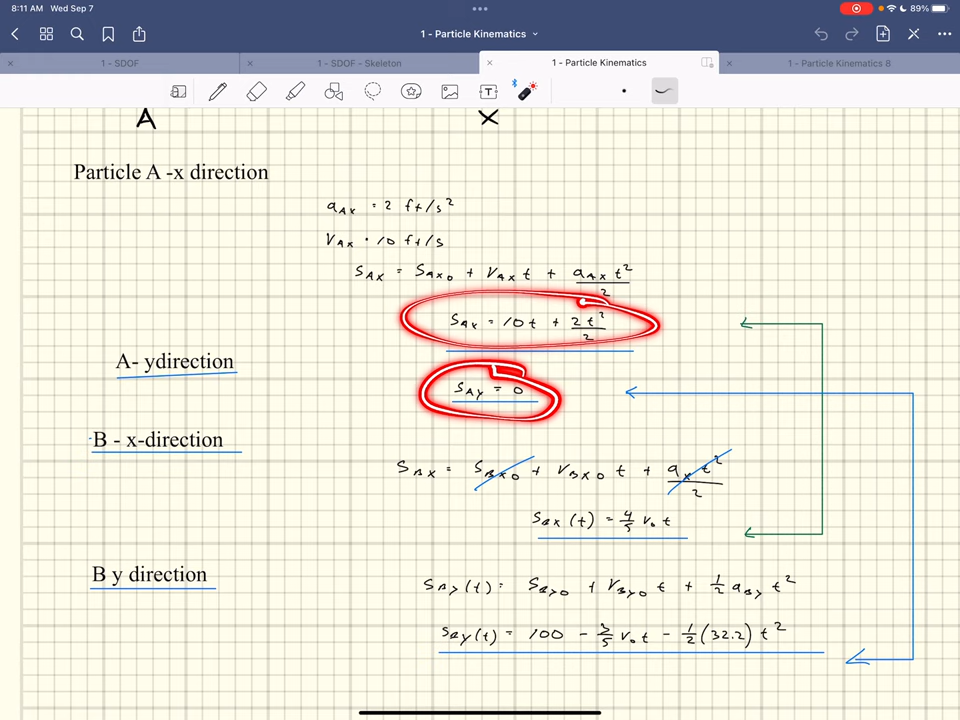 8:11 AM Wed Sep 7
89%
1 - Particle Kinematics
1 - SDOF
1 - SDOF - Skeleton
1 - Particle Kinematics
1 - Particle Kinematics 8
A
X
Particle A -x direction
a_AX = 2 ft/s²
V_AX · 10 ft/s
S_AX = S_AX0 + V_AX t + a_AX t²/2
S_AX = 10t + 2t²/2
A- ydirection
S_AY = 0
B - x-direction
S_BX = S_BX0 + V_BX0 t + a_X t²/2
S_BX(t) = 4/5 V₀ t
B y direction
S_BY(t) = S_BY0 + V_BY0 t + 1/2 a_BY t²
S_BY(t) = 100 - 3/5 V₀ t - 1/2 (32.2) t²